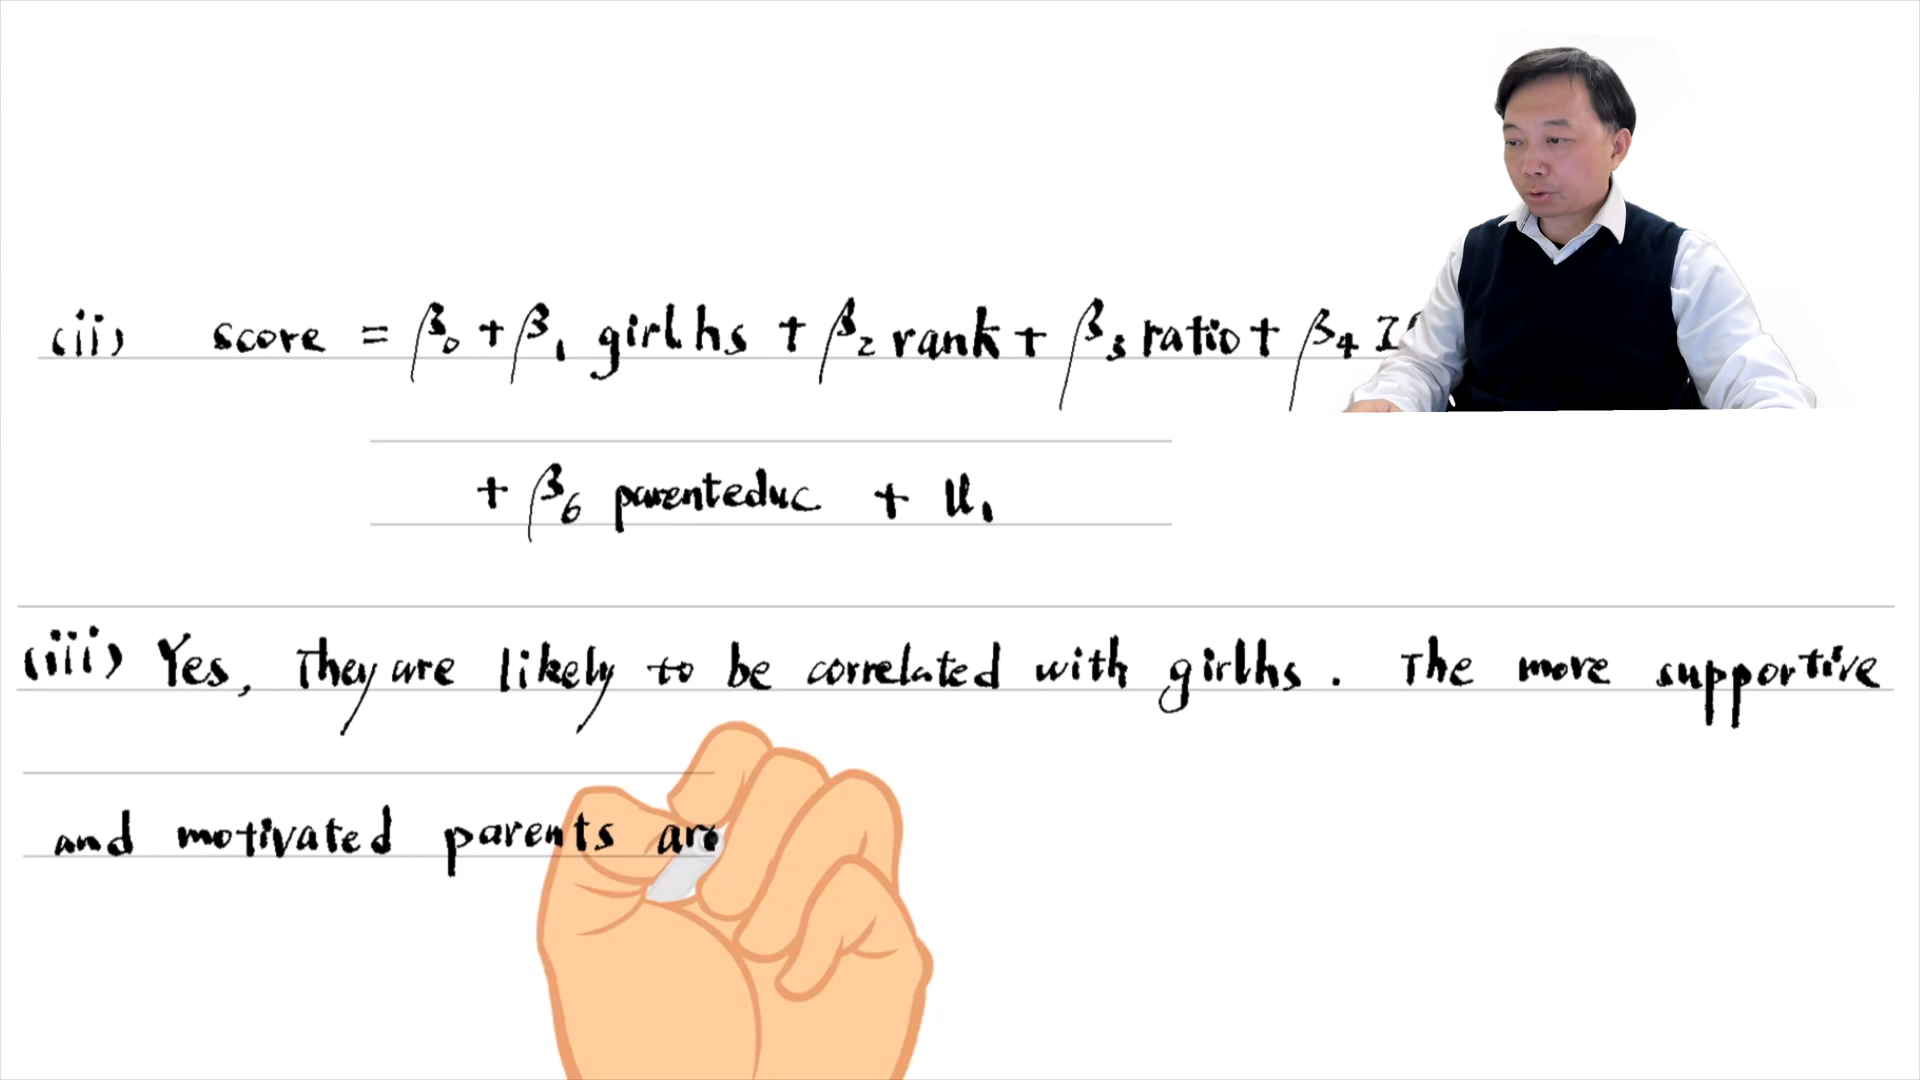 (ii) score = β₀ + β₁ girlhs + β₂ rank + β₃ ratio + β₄
+ β₆ parenteduc + u₁
(iii) Yes, They are likely to be correlated with girlhs. The more supportive
and motivated parents are